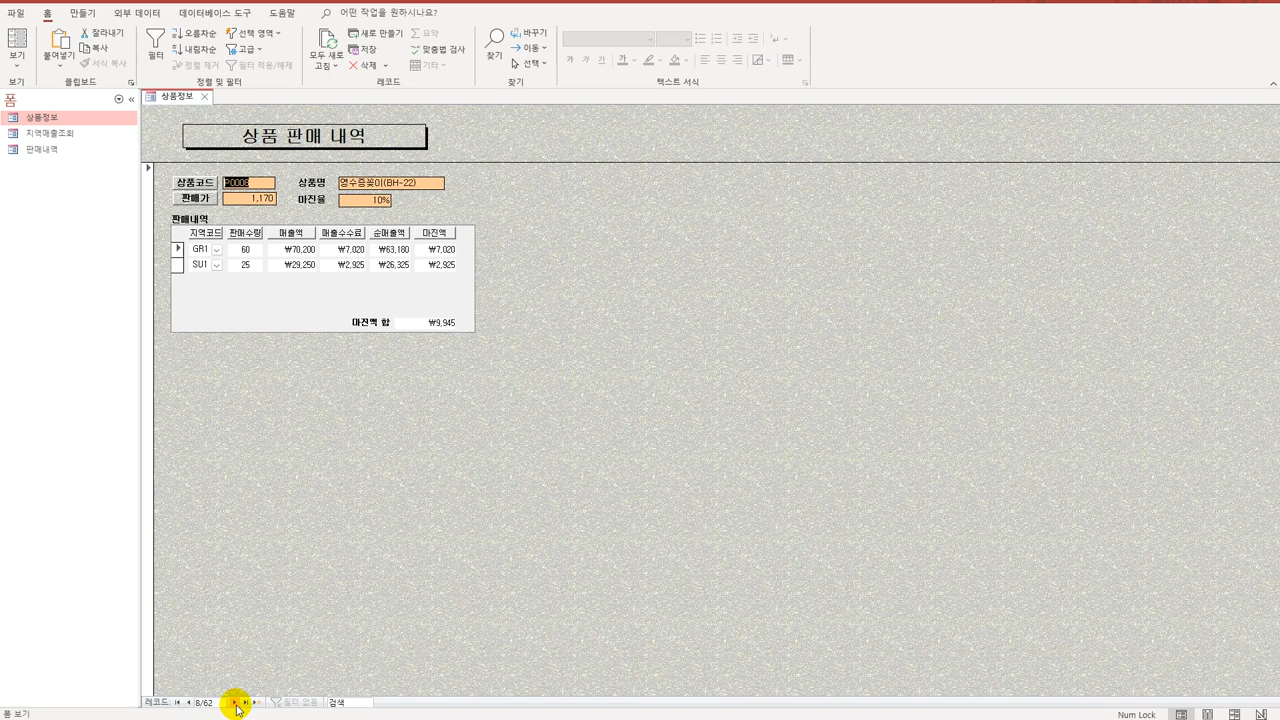 파일 홈 만들기 외부 데이터 데이터베이스 도구 도움말 어떤 작업을 원하시나요?
보기
붙여넣기
잘라내기
복사
서식 복사
필터
오름차순
내림차순
정렬 제거
선택 영역
고급
필터 적용/해제
모두 새로 고침
새로 만들기
저장
삭제
요약
맞춤법 검사
기타
찾기
바꾸기
이동
선택
가 가 가 가
보기 클립보드 정렬 및 필터 레코드 찾기 텍스트 서식
폼
상품정보
지역매출조회
판매내역
상품정보
상품 판매 내역
상품코드 P0008 상품명 영수증꽂이(BH-22)
판매가 1,170 마진율 10%
판매내역
지역코드 판매수량 매출액 매출수수료 순매출액 마진액
GR1 60 ₩70,200 ₩7,020 ₩63,180 ₩7,020
SU1 25 ₩29,250 ₩2,925 ₩26,325 ₩2,925
마진액 합 ₩9,945
레코드: 8/62 필터 없음 검색
폼 보기 Num Lock